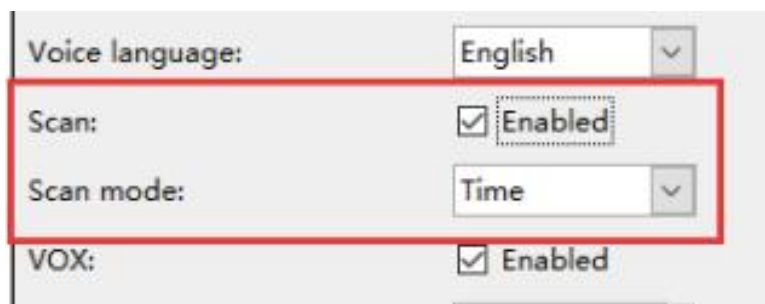 Voice language: English
Scan: Enabled
Scan mode: Time
VOX: Enabled